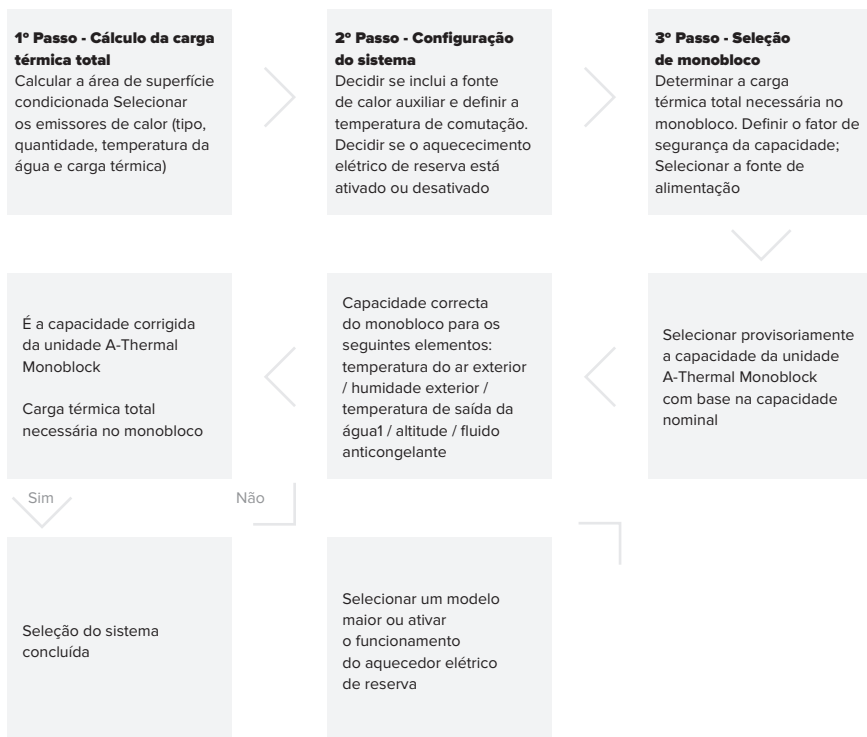 1º Passo - Cálculo da carga
térmica total
Calcular a área de superfície
condicionada Selecionar
os emissores de calor (tipo,
quantidade, temperatura da
água e carga térmica)
2º Passo - Configuração
do sistema
Decidir se inclui a fonte
de calor auxiliar e definir a
temperatura de comutação.
Decidir se o aquececimento
elétrico de reserva está
ativado ou desativado
3º Passo - Seleção
de monobloco
Determinar a carga
térmica total necessária no
monobloco. Definir o fator de
segurança da capacidade;
Selecionar a fonte de
alimentação
Selecionar provisoriamente
a capacidade da unidade
A-Thermal Monoblock
com base na capacidade
nominal
Capacidade correcta
do monobloco para os
seguintes elementos:
temperatura do ar exterior
/ humidade exterior /
temperatura de saída da
água1 / altitude / fluido
anticongelante
É a capacidade corrigida
da unidade A-Thermal
Monoblock
Carga térmica total
necessária no monobloco
Sim
Não
Seleção do sistema
concluída
Selecionar um modelo
maior ou ativar
o funcionamento
do aquecedor elétrico
de reserva